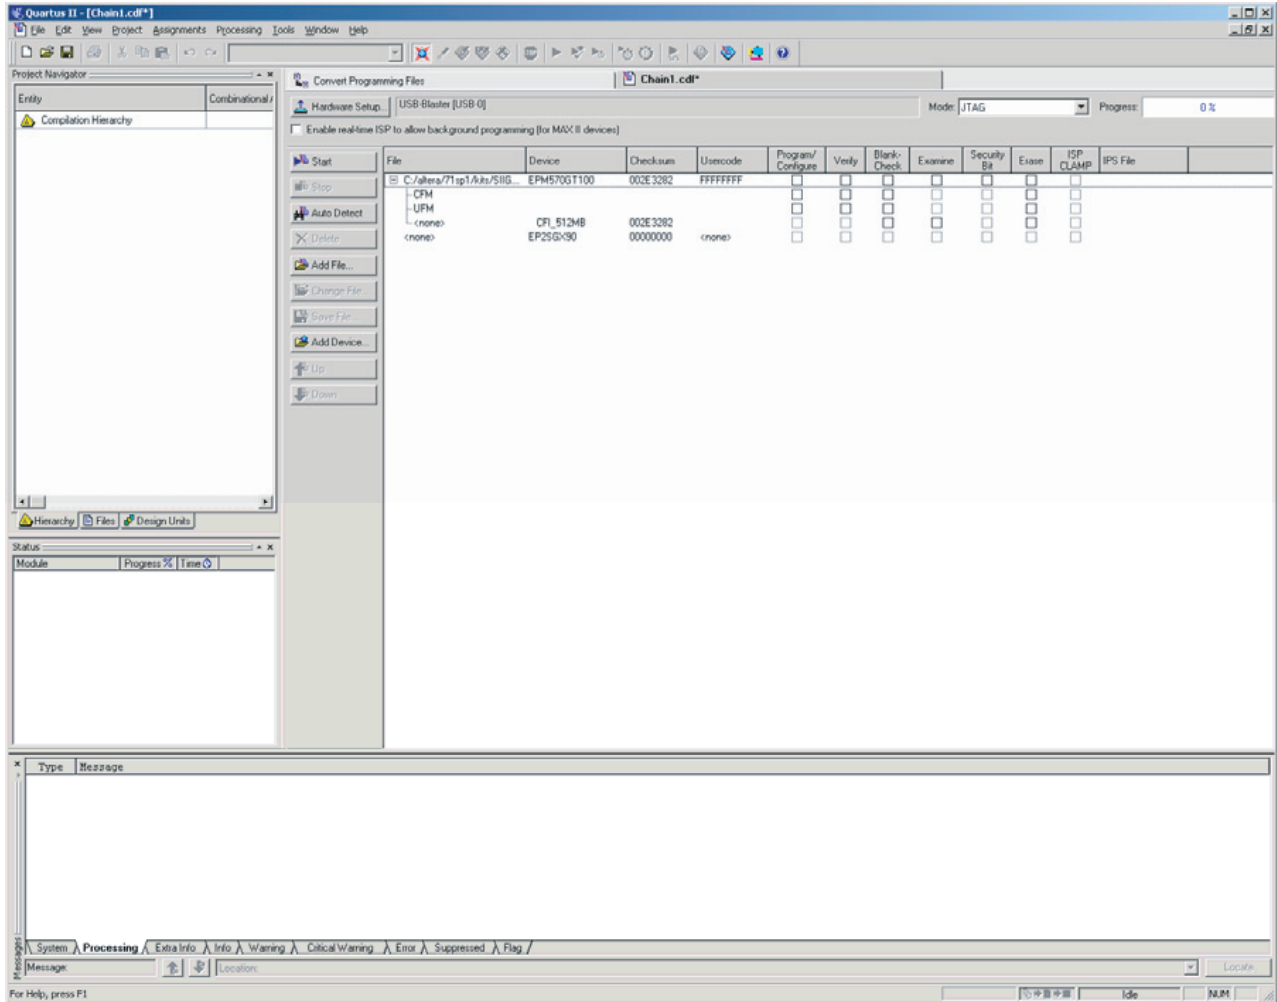 Quartus II - [Chain1.cdf*]
File Edit View Project Assignments Processing Tools Window Help
Project Navigator
Entity Combinational A
Compilation Hierarchy
Hierarchy Files Design Units
Status
Module Progress % Time
Convert Programming Files Chain1.cdf*
Hardware Setup... USB-Blaster [USB-0] Mode: JTAG Progress: 0 %
Enable real-time ISP to allow background programming (for MAX II devices)
Start
Stop
Auto Detect
Delete
Add File...
Change File...
Save File...
Add Device...
Up
Down
File Device Checksum Usercode Program/Configure Verify Blank-Check Examine Security Bit Erase ISP CLAMP IPS File
C:/altera/71sp1/kits/SIIG... EPM570GT100 002E3282 FFFFFFFF
CFM
UFM
<none> CFI_512MB 002E3282
<none> EP2SGX90 00000000 <none>
Type Message
System Processing Extra Info Info Warning Critical Warning Error Suppressed Flag
Messages
Message: Location: Locate
For Help, press F1 Idle NUM